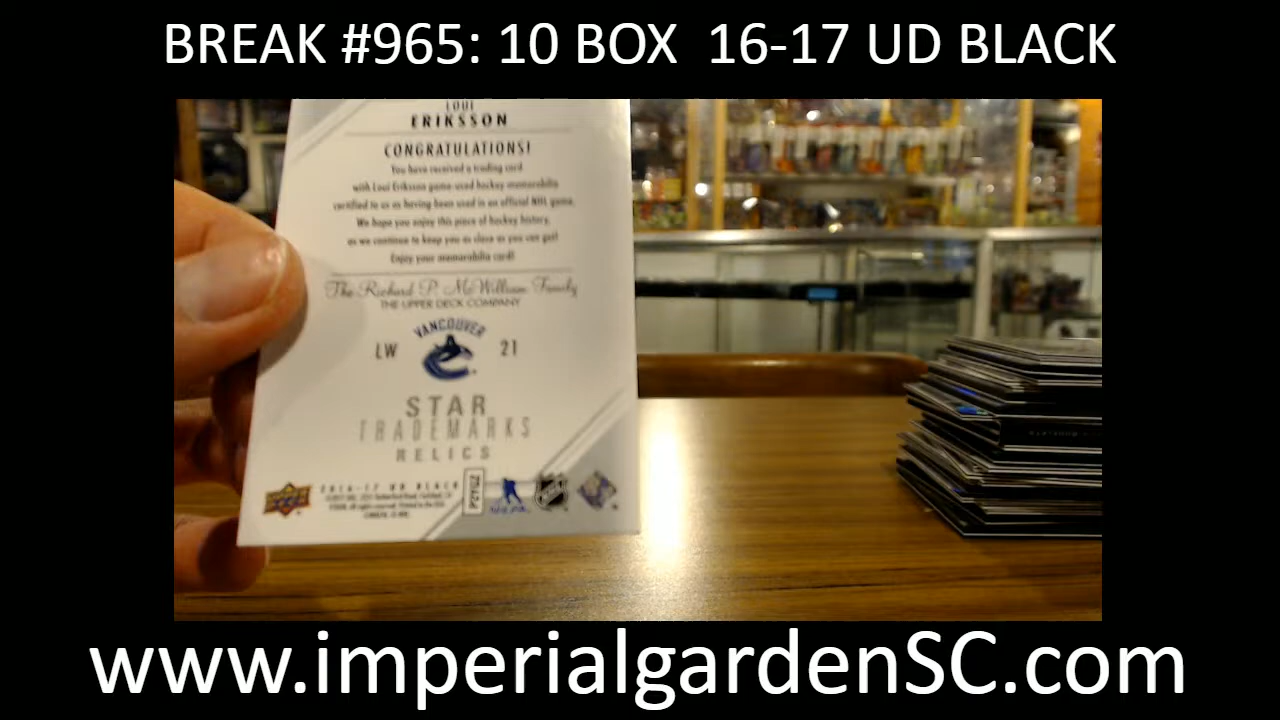 BREAK #965: 10 BOX 16-17 UD BLACK
LOUI
ERIKSSON
CONGRATULATIONS!
You have received a trading card
with Loui Eriksson game-used hockey memorabilia
certified to us as having been used in an official NHL game.
We hope you enjoy this piece of hockey history,
as we continue to keep you as close as you can get!
Enjoy your memorabilia card!
The Richard P. McWilliam Family
THE UPPER DECK COMPANY
VANCOUVER
LW 21
STAR
TRADEMARKS
RELICS
2016-17 UD BLACK
www.imperialgardenSC.com